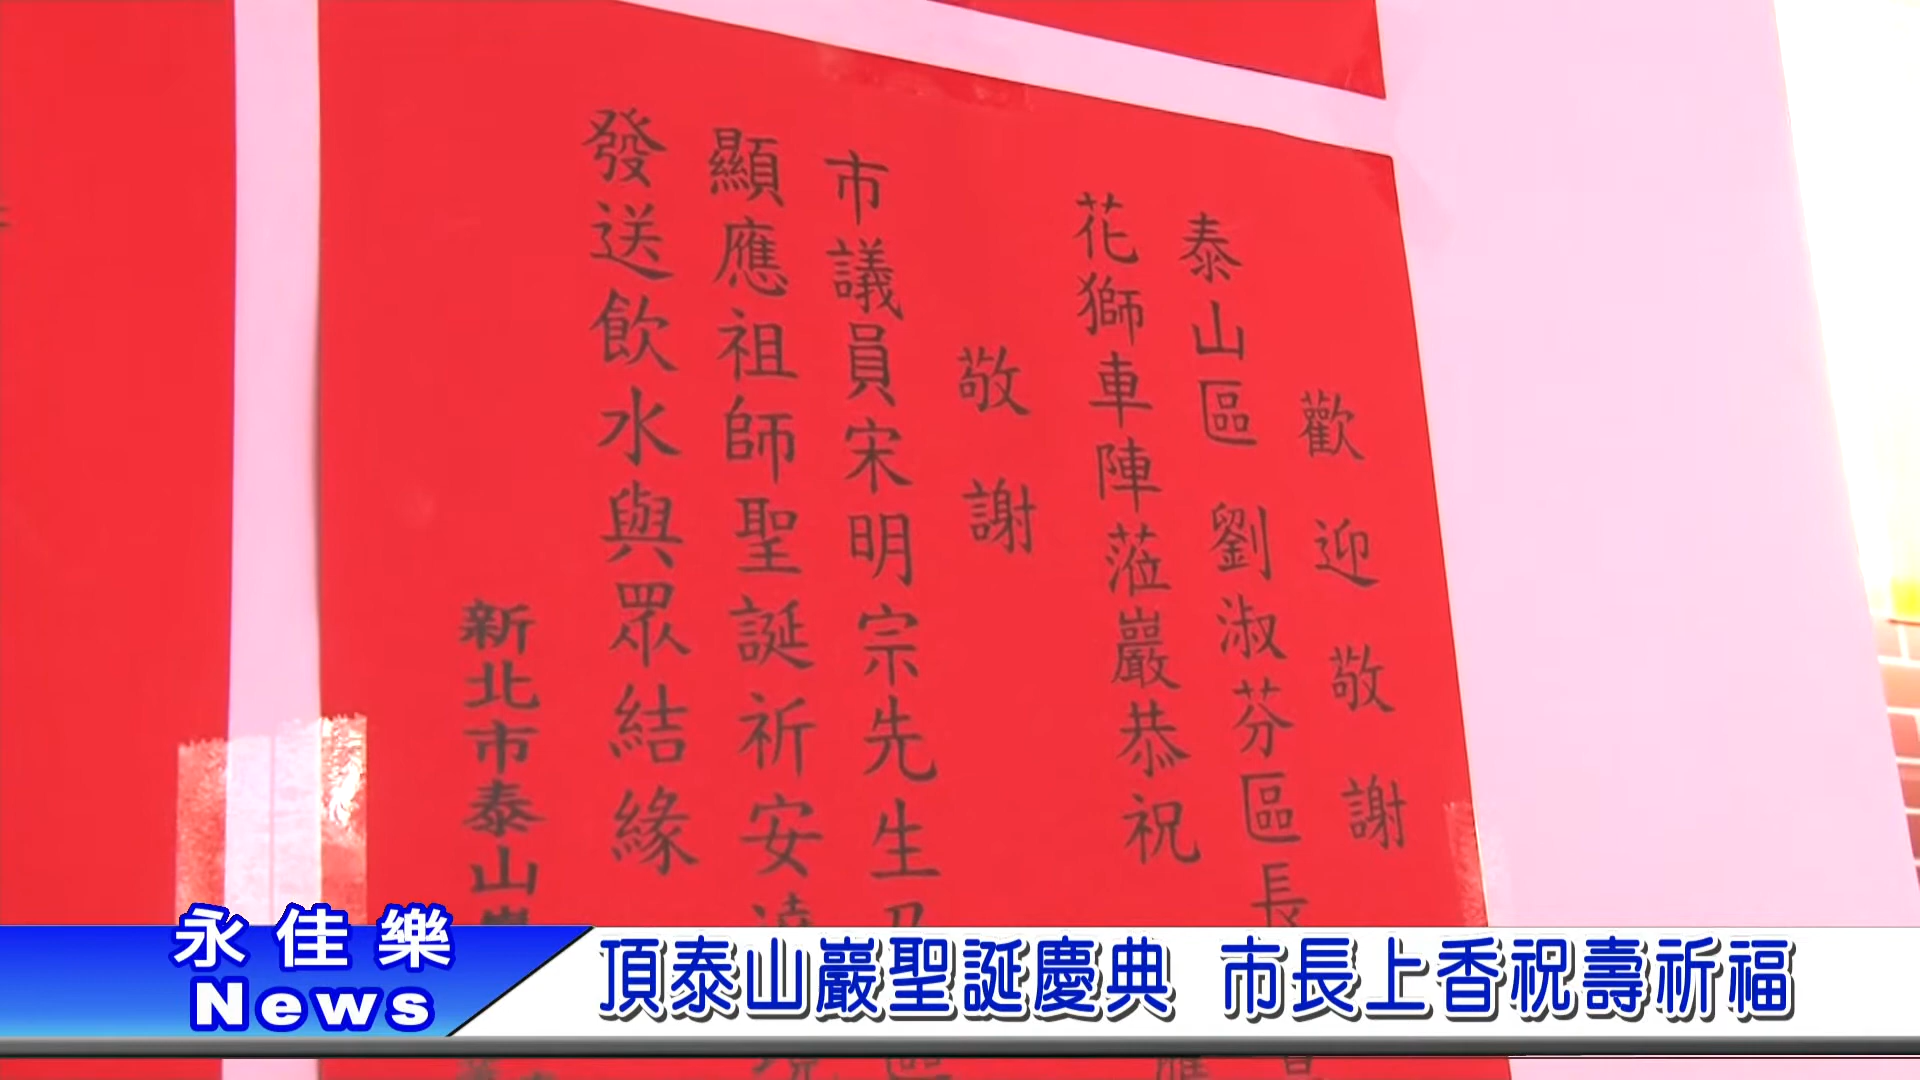 歡迎敬謝
泰山區 劉淑芬區長
花獅車陣蒞巖恭祝
敬謝
市議員宋明宗先生
顯應祖師聖誕祈安遶
發送飲水與眾結緣
新北市泰山巖
永佳樂
News
頂泰山巖聖誕慶典 市長上香祝壽祈福